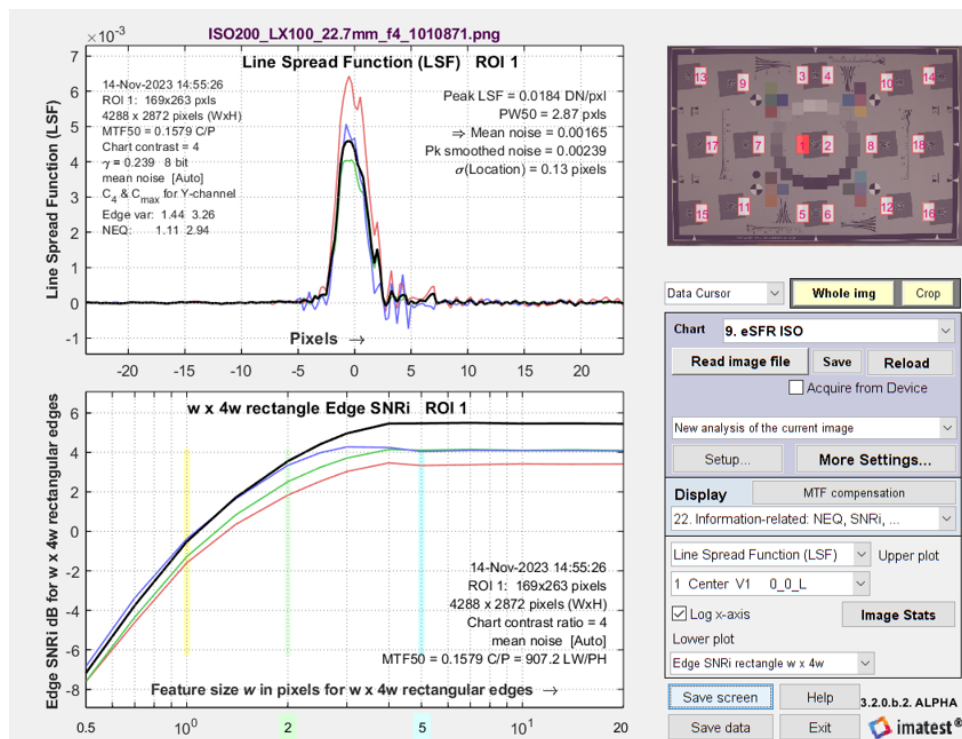 ISO200_LX100_22.7mm_f4_1010871.png
×10⁻³
Line Spread Function (LSF)   ROI 1
14-Nov-2023 14:55:26
ROI 1:  169x263 pxls
4288 x 2872 pixels (WxH)
MTF50 = 0.1579 C/P
Chart contrast = 4
γ = 0.239   8 bit
mean noise  [Auto]
C₄ & Cmax for Y-channel
Edge var:  1.44  3.26
NEQ:       1.11  2.94
Peak LSF = 0.0184 DN/pxl
PW50 = 2.87 pxls
⇒ Mean noise = 0.00165
Pk smoothed noise = 0.00239
σ(Location) = 0.13 pixels
Line Spread Function (LSF)
7
6
5
4
3
2
1
0
-1
Pixels →
-20 -15 -10 -5 0 5 10 15 20
w x 4w rectangle Edge SNRi   ROI 1
Edge SNRi dB for w x 4w rectangular edges
6
4
2
0
-2
-4
-6
-8
14-Nov-2023 14:55:26
ROI 1:  169x263 pixels
4288 x 2872 pixels (WxH)
Chart contrast ratio = 4
mean noise  [Auto]
MTF50 = 0.1579 C/P = 907.2 LW/PH
Feature size w in pixels for w x 4w rectangular edges →
0.5 10⁰ 2 5 10¹ 20
13 9 3 4 10 14
17 7 1 2 8 18
15 11 5 6 12 16
Data Cursor
Whole img
Crop
Chart
9. eSFR ISO
Read image file
Save
Reload
Acquire from Device
New analysis of the current image
Setup...
More Settings...
Display
MTF compensation
22. Information-related: NEQ, SNRi, ...
Line Spread Function (LSF)
Upper plot
1  Center  V1    0_0_L
Log x-axis
Image Stats
Lower plot
Edge SNRi rectangle w x 4w
Save screen
Help
3.2.0.b.2. ALPHA
Save data
Exit
imatest®